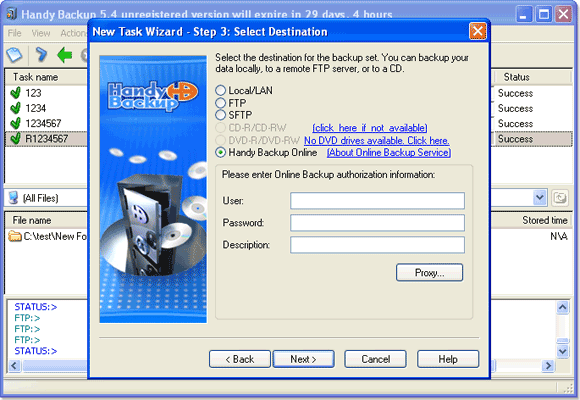 Handy Backup 5.4 unregistered version will expire in 29 days, 4 hours
File View Actions
New Task Wizard - Step 3: Select Destination
Task name
Status
123
Success
1234
Success
1234567
Success
R1234567
Success
(All Files)
File name
Stored time
C:\test\New Fo
N\A
STATUS:>
FTP:>
FTP:>
FTP:>
STATUS:>
Handy
Backup
HD
Select the destination for the backup set. You can backup your
data locally, to a remote FTP server, or to a CD.
Local/LAN
FTP
SFTP
CD-R/CD-RW (click here if not available)
DVD-R/DVD-RW No DVD drives available. Click here.
Handy Backup Online (About Online Backup Service)
Please enter Online Backup authorization information:
User:
Password:
Description:
Proxy...
< Back Next > Cancel Help